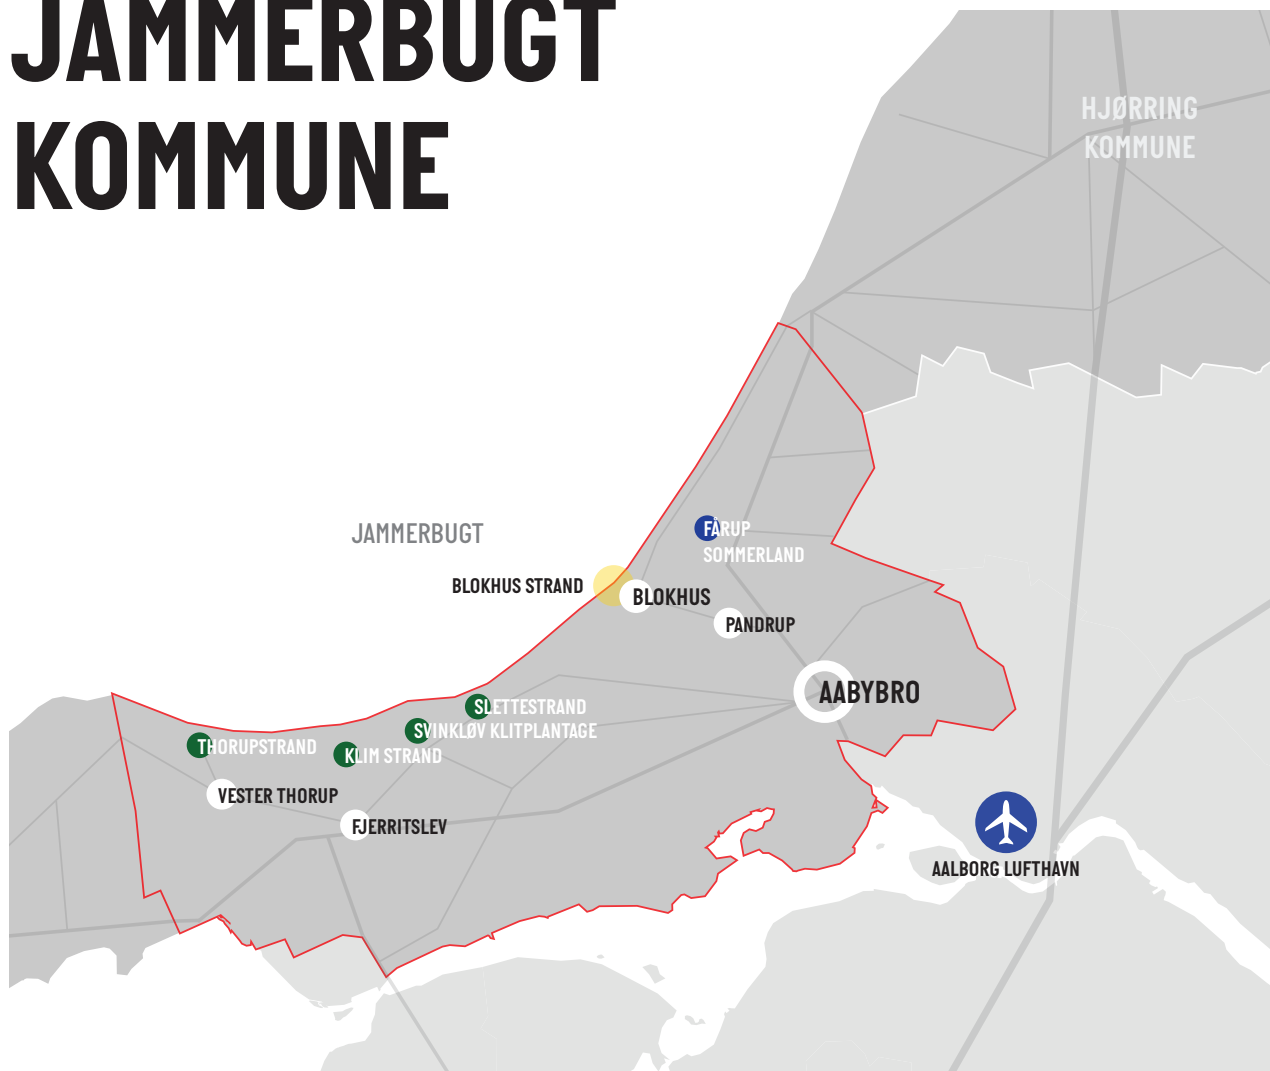 JAMMERBUGT
KOMMUNE
HJØRRING
KOMMUNE
JAMMERBUGT
FÅRUP
SOMMERLAND
BLOKHUS STRAND
BLOKHUS
PANDRUP
AABYBRO
SLETTESTRAND
SVINKLØV KLITPLANTAGE
THORUPSTRAND
KLIM STRAND
VESTER THORUP
FJERRITSLEV
AALBORG LUFTHAVN